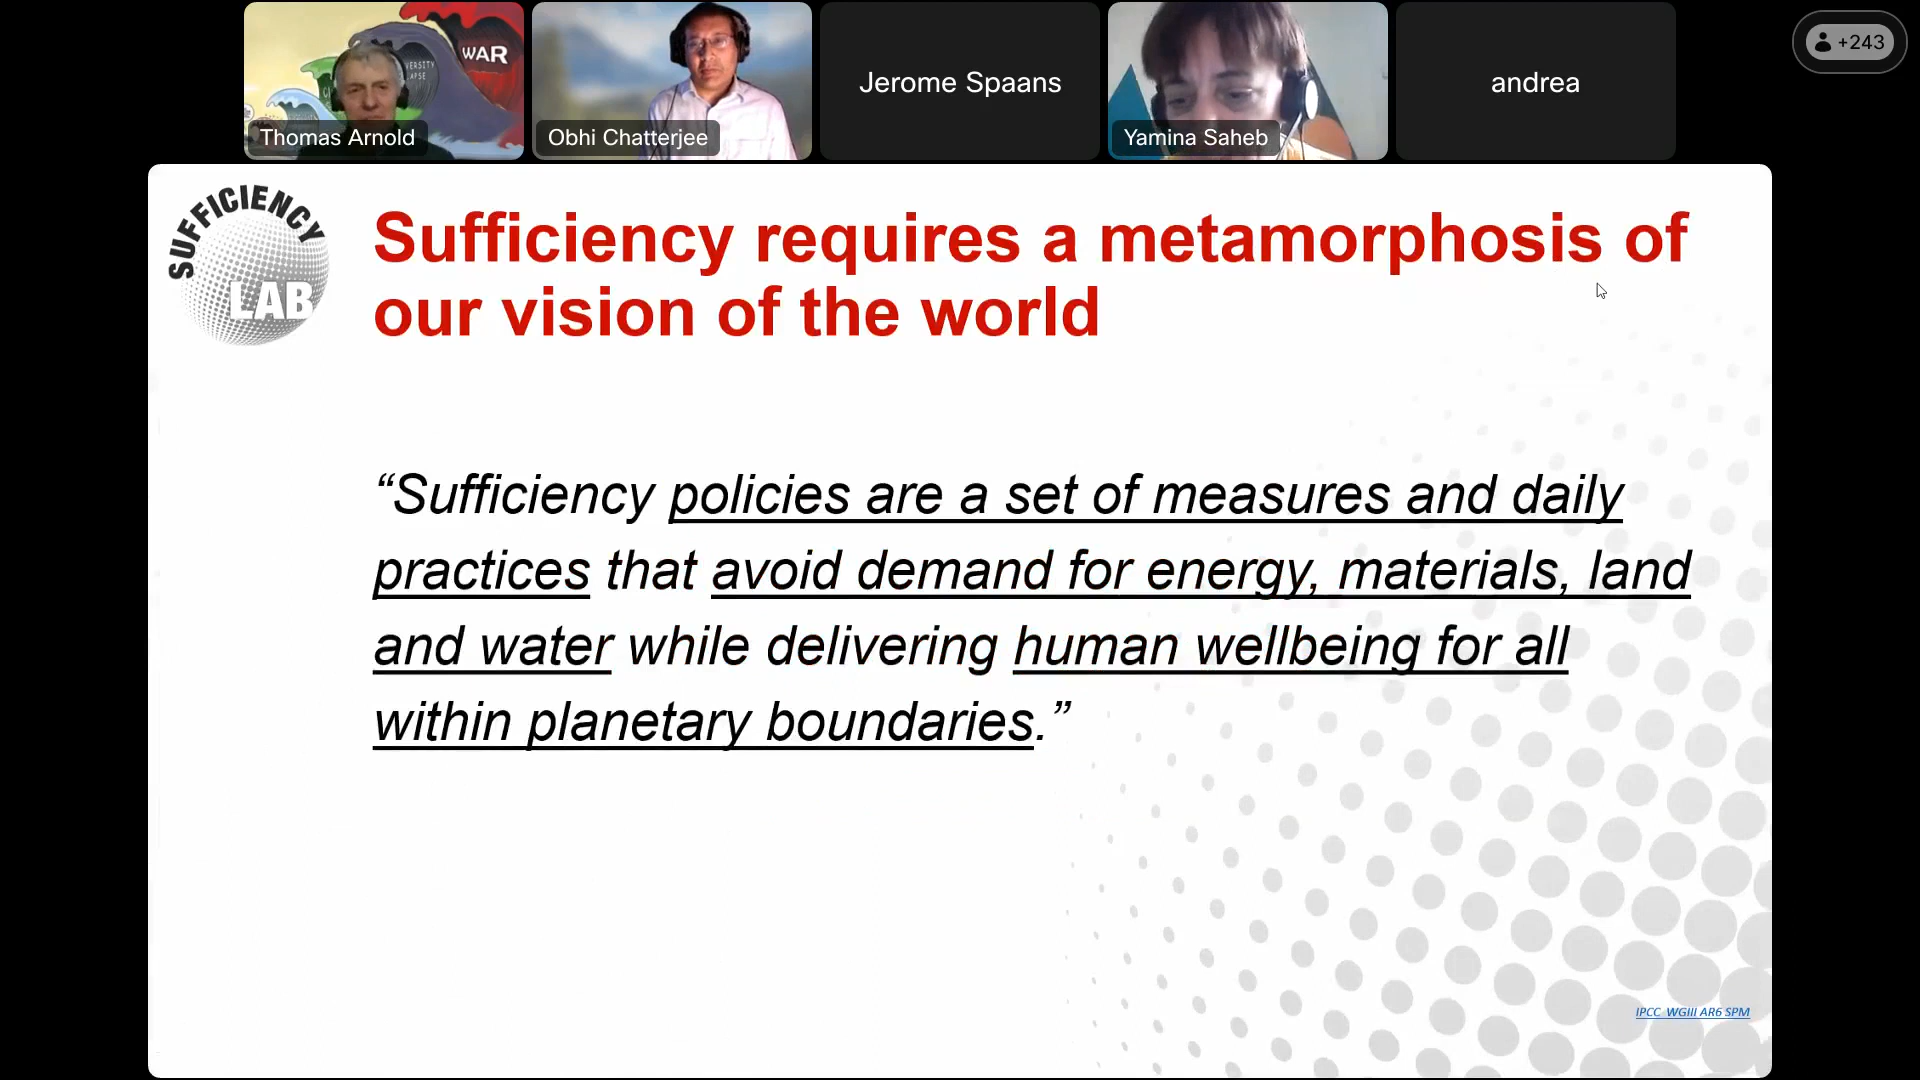 WAR
Thomas Arnold
Obhi Chatterjee
Jerome Spaans
Yamina Saheb
andrea
+243
SUFFICIENCY
LAB
Sufficiency requires a metamorphosis of
our vision of the world
“Sufficiency policies are a set of measures and daily
practices that avoid demand for energy, materials, land
and water while delivering human wellbeing for all
within planetary boundaries.”
IPCC WGIII AR6 SPM